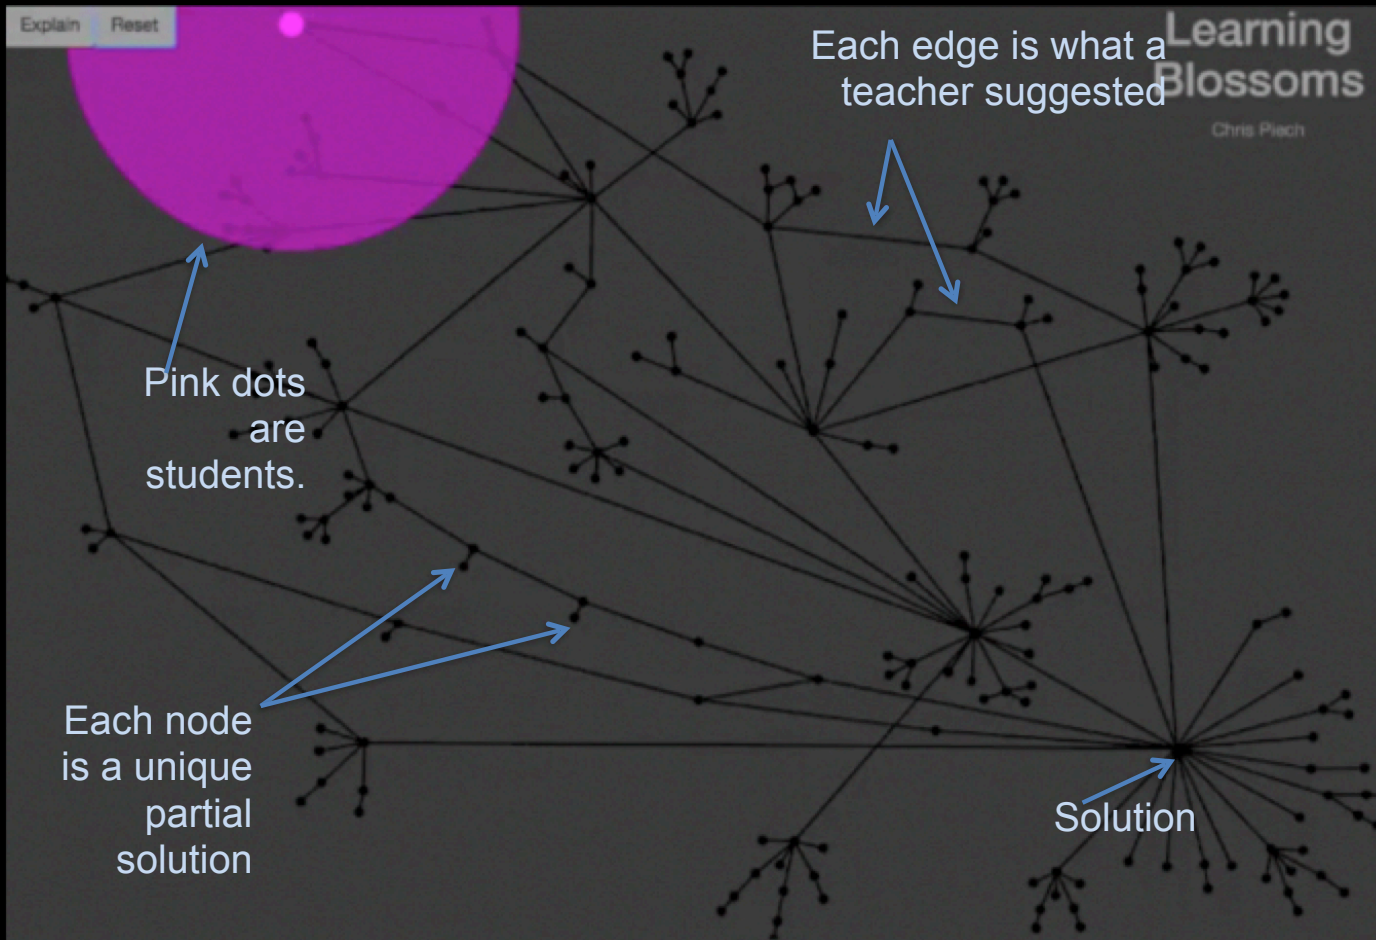 Explain Reset
Learning
Blossoms
Chris Piech
Each edge is what a
teacher suggested
Pink dots
are
students.
Each node
is a unique
partial
solution
Solution